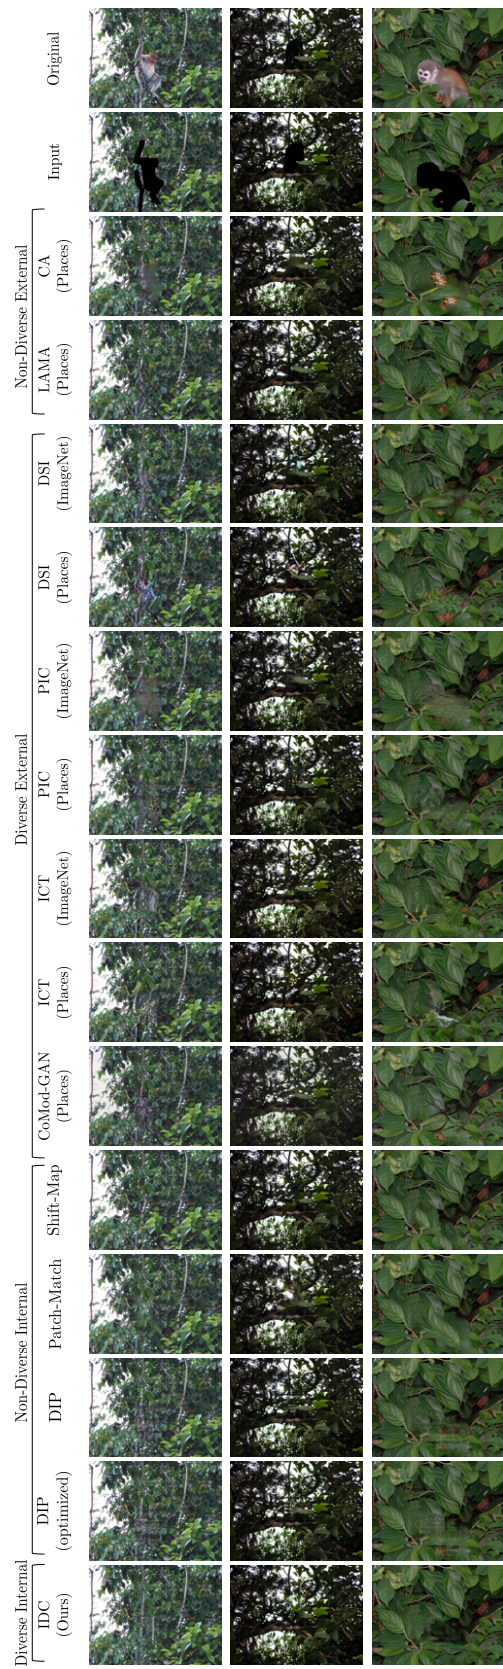 Original
Input
Non-Diverse External
CA
(Places)
LAMA
(Places)
Diverse External
DSI
(ImageNet)
DSI
(Places)
PIC
(ImageNet)
PIC
(Places)
ICT
(ImageNet)
ICT
(Places)
CoMod-GAN
(Places)
Non-Diverse Internal
Shift-Map
Patch-Match
DIP
DIP
(optimized)
Diverse Internal
IDC
(Ours)